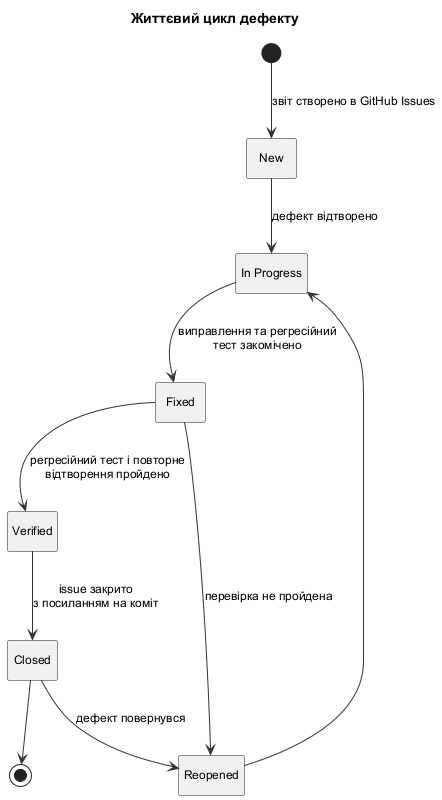 Життєвий цикл дефекту
звіт створено в GitHub Issues
New
дефект відтворено
In Progress
виправлення та регресійний
тест закомічено
Fixed
регресійний тест і повторне
відтворення пройдено
Verified
перевірка не пройдена
issue закрито
з посиланням на коміт
Closed
дефект повернувся
Reopened